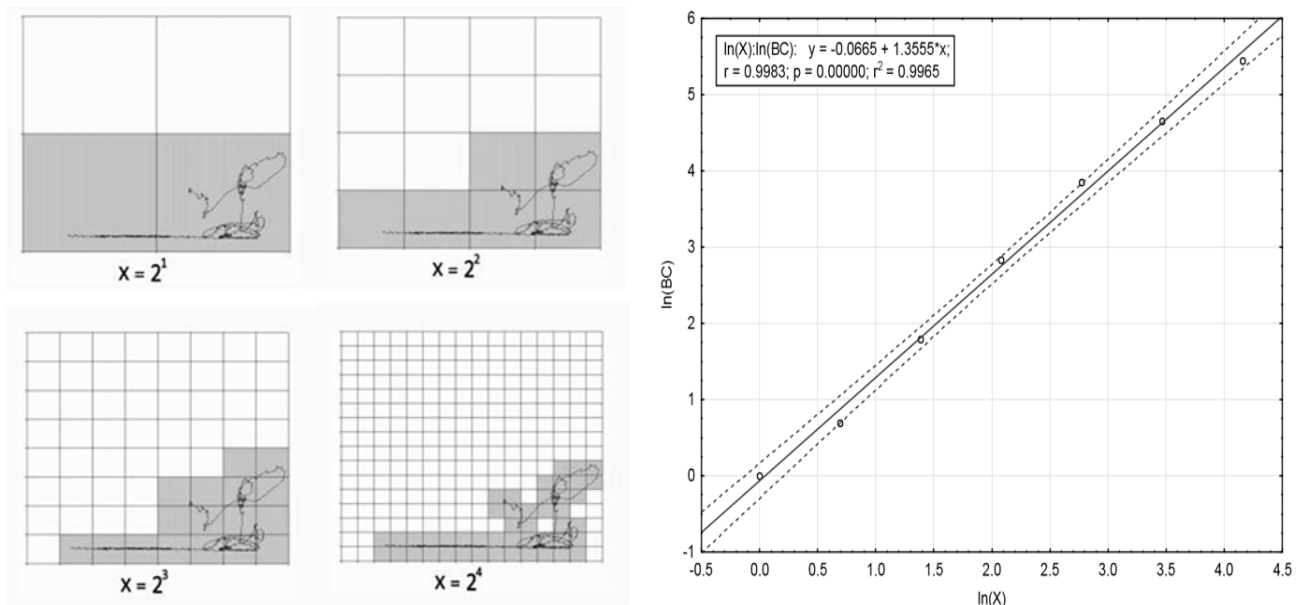 X = 2¹
X = 2²
X = 2³
X = 2⁴
ln(X):ln(BC): y = -0.0665 + 1.3555*x;
r = 0.9983; p = 0.00000; r² = 0.9965
6
5
4
3
2
1
0
-1
ln(BC)
-0.5 0.0 0.5 1.0 1.5 2.0 2.5 3.0 3.5 4.0 4.5
ln(X)